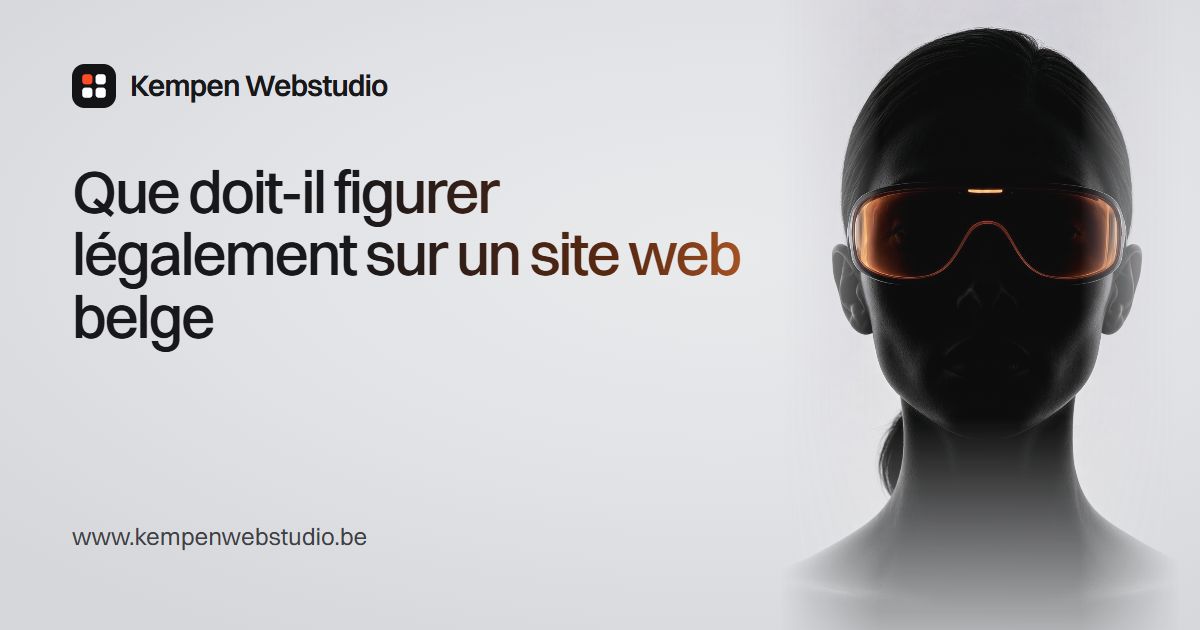 Kempen Webstudio
Que doit-il figurer
légalement sur un site web
belge
www.kempenwebstudio.be